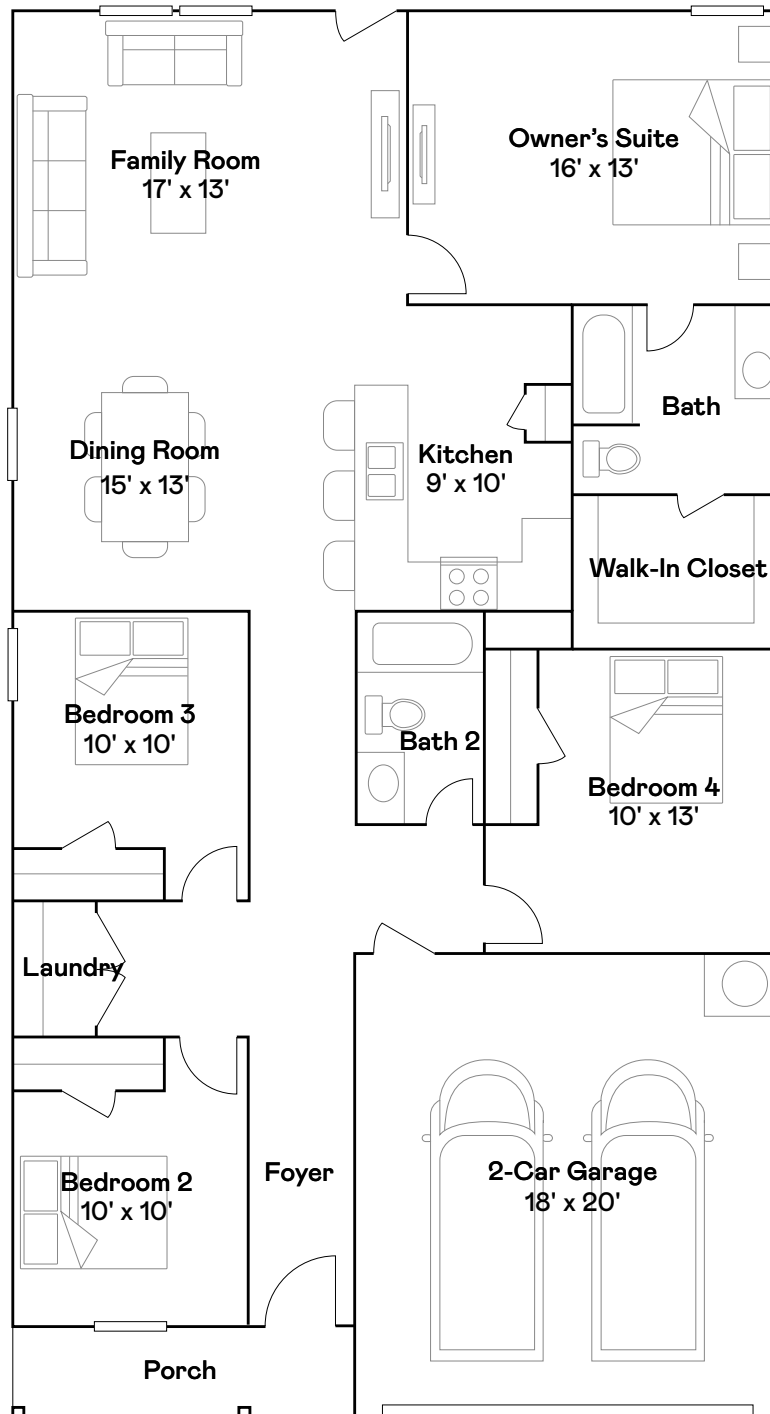 Family Room
17' x 13'
Owner's Suite
16' x 13'
Dining Room
15' x 13'
Kitchen
9' x 10'
Bath
Walk-In Closet
Bedroom 3
10' x 10'
Bath 2
Bedroom 4
10' x 13'
Laundry
Bedroom 2
10' x 10'
Foyer
2-Car Garage
18' x 20'
Porch